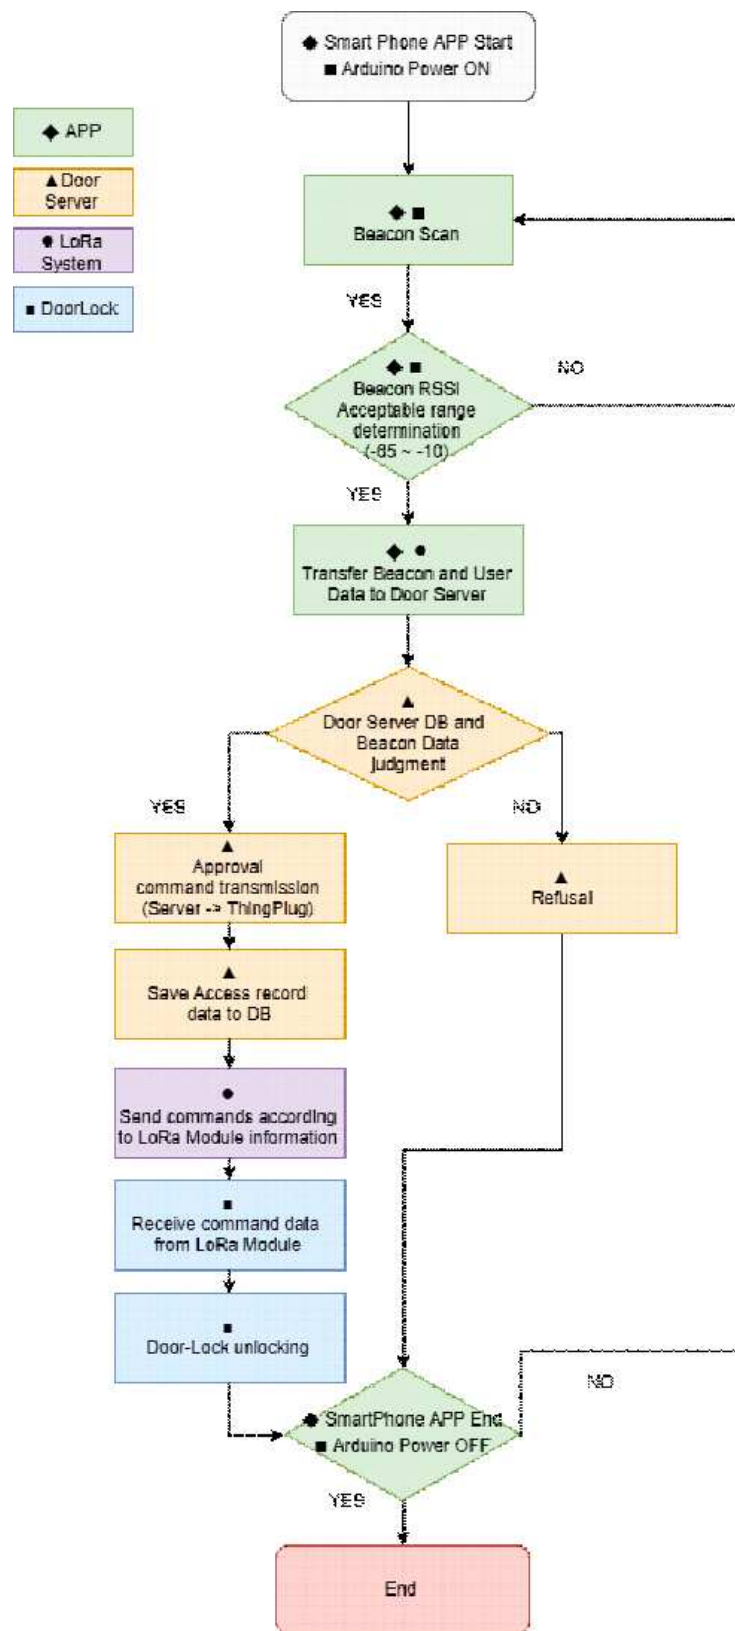 ◆ Smart Phone APP Start
■ Arduino Power ON
◆ APP
▲ Door
Server
● LoRa
System
■ DoorLock
◆ ■
Beacon Scan
YES
◆ ■
Beacon RSSI
Acceptable range
determination
(-85 ~ -10)
NO
YES
◆ ●
Transfer Beacon and User
Data to Door Server
▲
Door Server DB and
Beacon Data
judgment
YES
NO
▲
Approval
command transmission
(Server -> ThingPlug)
▲
Refusal
▲
Save Access record
data to DB
●
Send commands according
to LoRa Module information
■
Receive command data
from LoRa Module
■
Door-Lock unlocking
◆ SmartPhone APP End
■ Arduino Power OFF
NO
YES
End